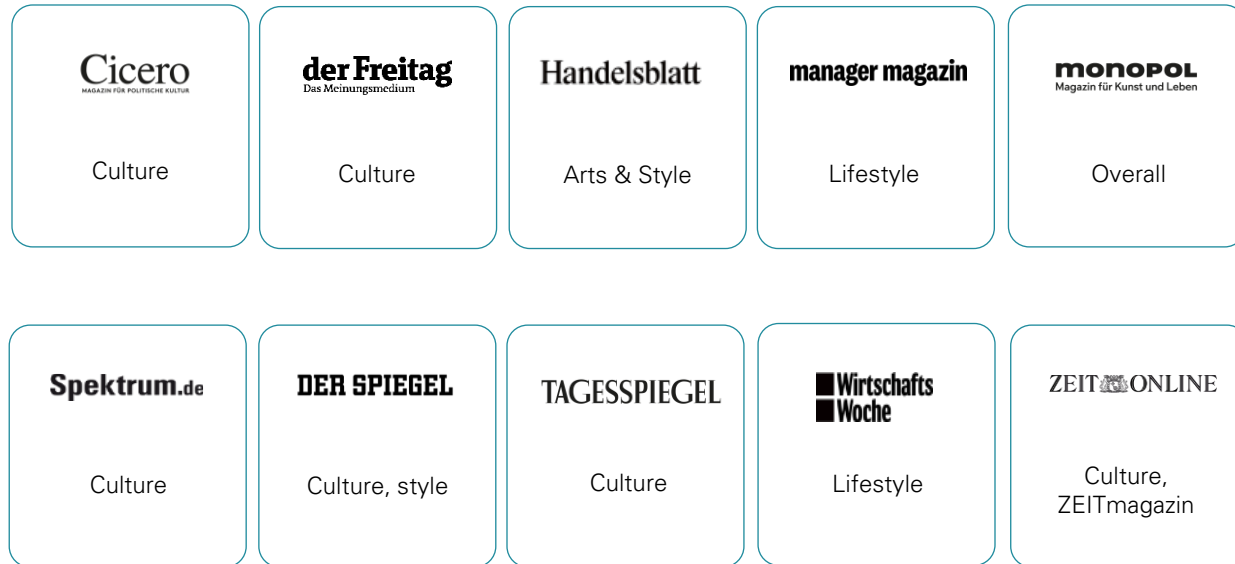 Cicero
MAGAZIN FÜR POLITISCHE KULTUR
Culture
der Freitag
Das Meinungsmedium
Culture
Handelsblatt
Arts & Style
manager magazin
Lifestyle
monopol
Magazin für Kunst und Leben
Overall
Spektrum.de
Culture
DER SPIEGEL
Culture, style
TAGESSPIEGEL
Culture
Wirtschafts
Woche
Lifestyle
ZEIT ONLINE
Culture,
ZEITmagazin